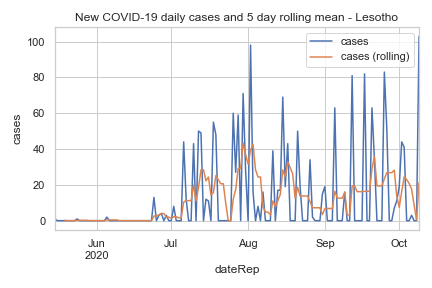 New COVID-19 daily cases and 5 day rolling mean - Lesotho
cases
cases (rolling)
100
80
60
40
20
0
cases
Jun
2020
Jul
Aug
Sep
Oct
dateRep